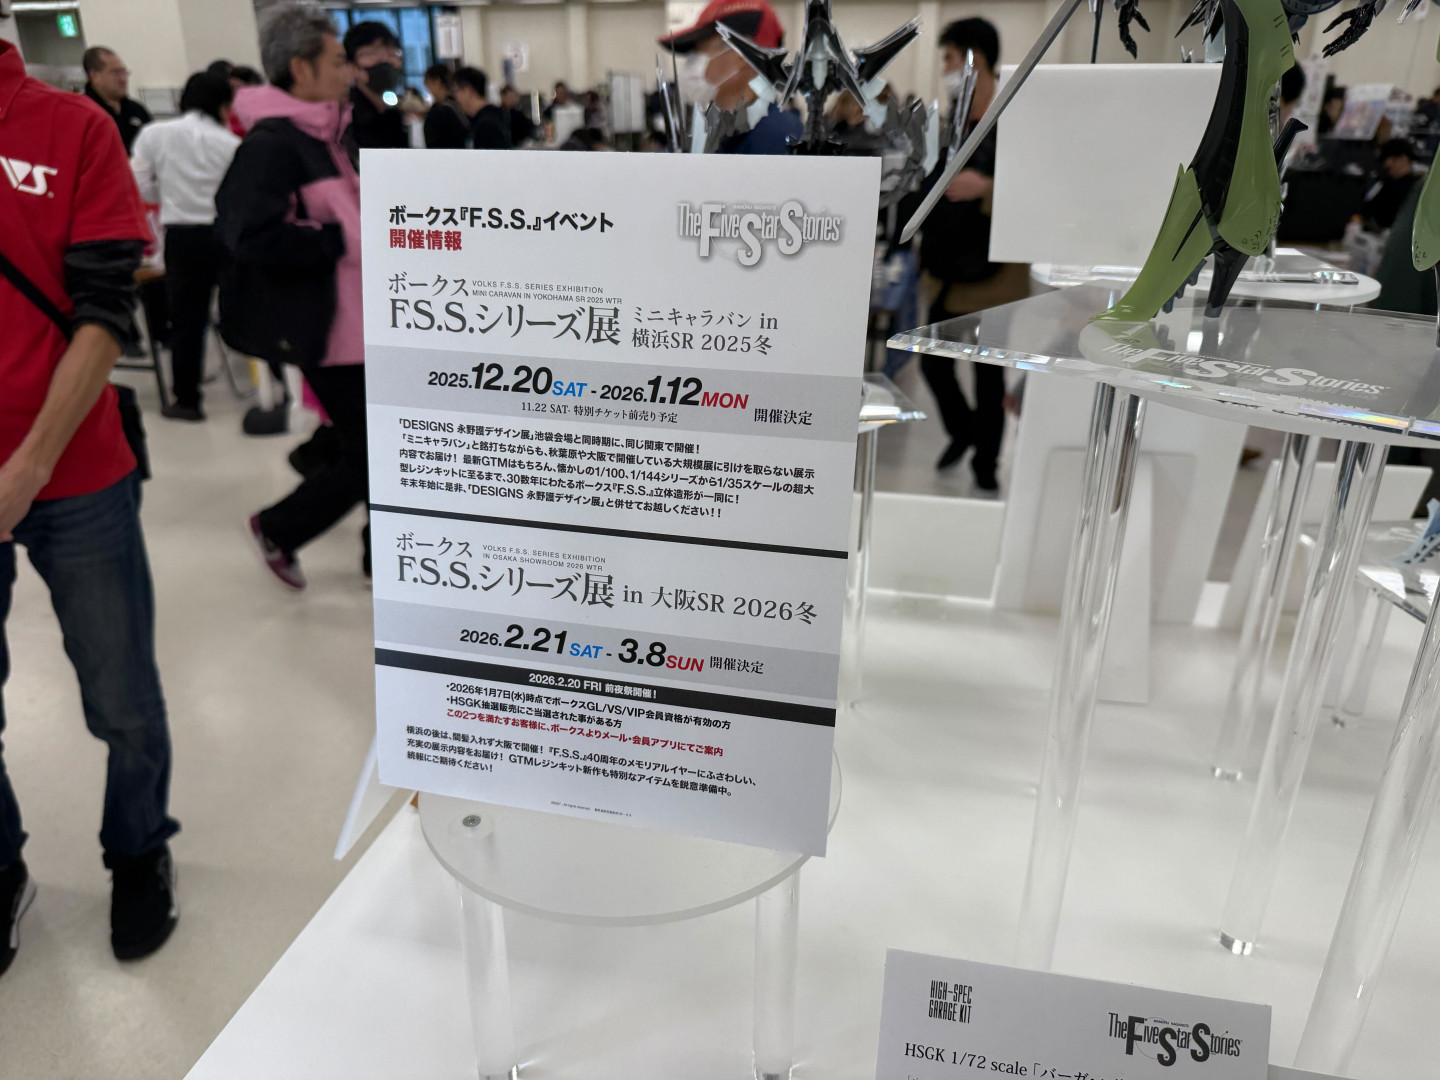 ボークス『F.S.S.』イベント
開催情報
The Five Star Stories
ボークス
VOLKS F.S.S. SERIES EXHIBITION
MINI CARAVAN IN YOKOHAMA SR 2025 WTR
F.S.S.シリーズ展
ミニキャラバン in
横浜SR 2025冬
2025.12.20SAT - 2026.1.12MON 開催決定
11.22 SAT- 特別チケット前売り予定
「DESIGNS 永野護デザイン展」池袋会場と同時期に、同じ関東で開催！
「ミニキャラバン」と銘打ちながらも、秋葉原や大阪で開催している大規模展に引けを取らない展示
内容でお届け！ 最新GTMはもちろん、懐かしの1/100、1/144シリーズから1/35スケールの超大
型レジンキットに至るまで、30数年にわたるボークス『F.S.S.』立体造形が一同に！
年末年始に是非、「DESIGNS 永野護デザイン展」と併せてお越しください！！
ボークス
VOLKS F.S.S. SERIES EXHIBITION
IN OSAKA SHOWROOM 2026 WTR
F.S.S.シリーズ展 in 大阪SR 2026冬
2026.2.21SAT - 3.8SUN 開催決定
2026.2.20 FRI 前夜祭開催！
・2026年1月7日(水)時点でボークスGL/VS/VIP会員資格が有効の方
・HSGK抽選販売にご当選された事がある方
この2つを満たすお客様に、ボークスよりメール・会員アプリにてご案内
横浜の後は、間髪入れず大阪で開催！『F.S.S.』40周年のメモリアルイヤーにふさわしい、
充実の展示内容をお届け！ GTMレジンキット新作も特別なアイテムを鋭意準備中。
続報にご期待ください！
The Five Star Stories
HIGH-SPEC
GARAGE KIT
The Five Star Stories
HSGK 1/72 scale「バーガ・